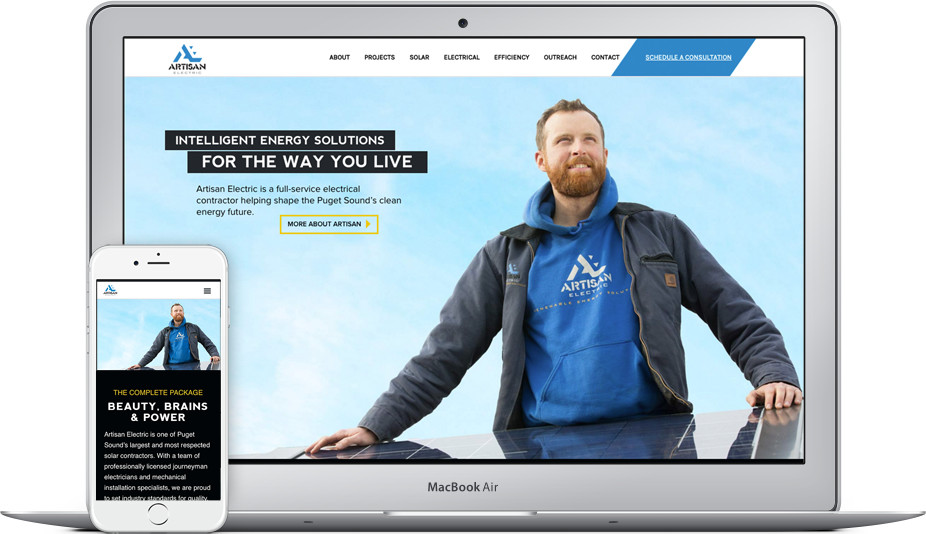 ARTISAN
ELECTRIC
ABOUT PROJECTS SOLAR ELECTRICAL EFFICIENCY OUTREACH CONTACT SCHEDULE A CONSULTATION
INTELLIGENT ENERGY SOLUTIONS
FOR THE WAY YOU LIVE
Artisan Electric is a full-service electrical
contractor helping shape the Puget Sound's clean
energy future.
MORE ABOUT ARTISAN
ARTISAN
ELECTRIC
ARTISAN
THE COMPLETE PACKAGE
BEAUTY, BRAINS
& POWER
Artisan Electric is one of Puget
Sound's largest and most respected
solar contractors. With a team of
professionally licensed journeyman
electricians and mechanical
installation specialists, we are proud
to set industry standards for quality,
MacBook Air